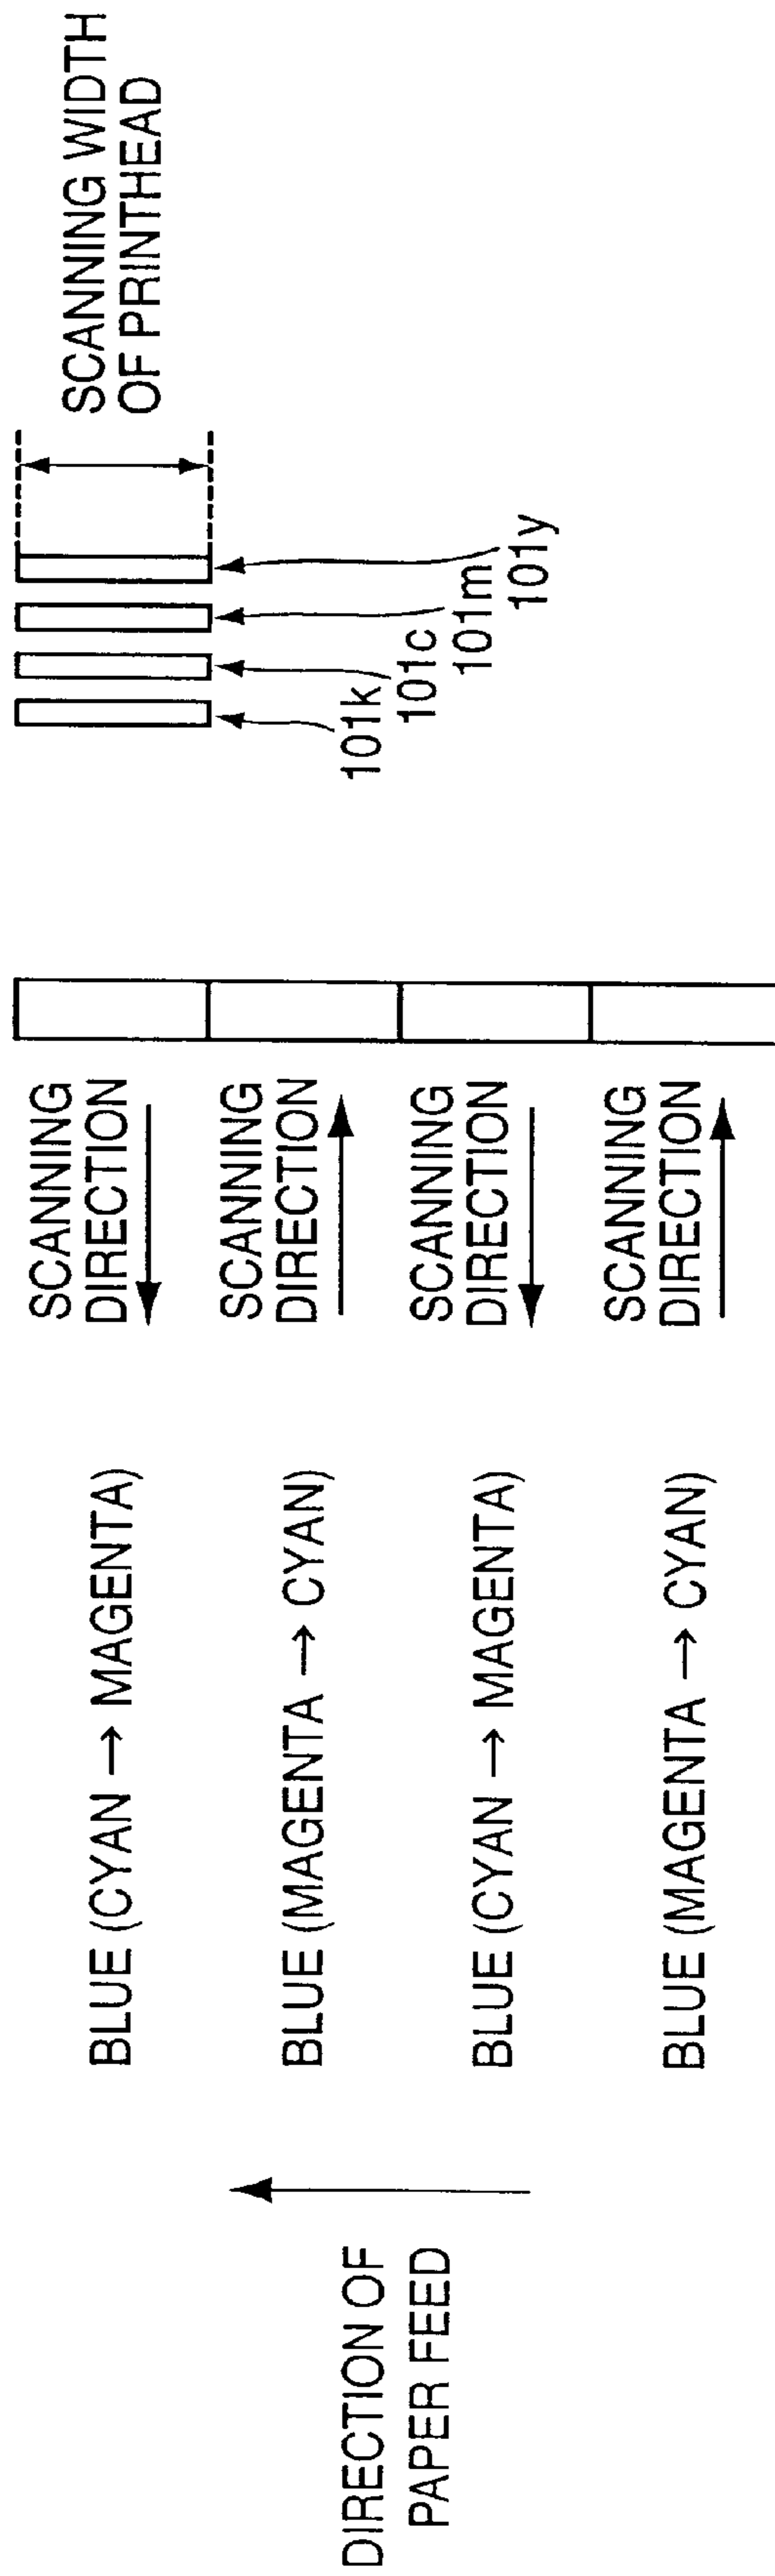 DIRECTION OF
PAPER FEED
BLUE (CYAN → MAGENTA)
BLUE (MAGENTA → CYAN)
BLUE (CYAN → MAGENTA)
BLUE (MAGENTA → CYAN)
SCANNING
DIRECTION
SCANNING
DIRECTION
SCANNING
DIRECTION
SCANNING
DIRECTION
101k
101c
101m
101y
SCANNING WIDTH
OF PRINTHEAD